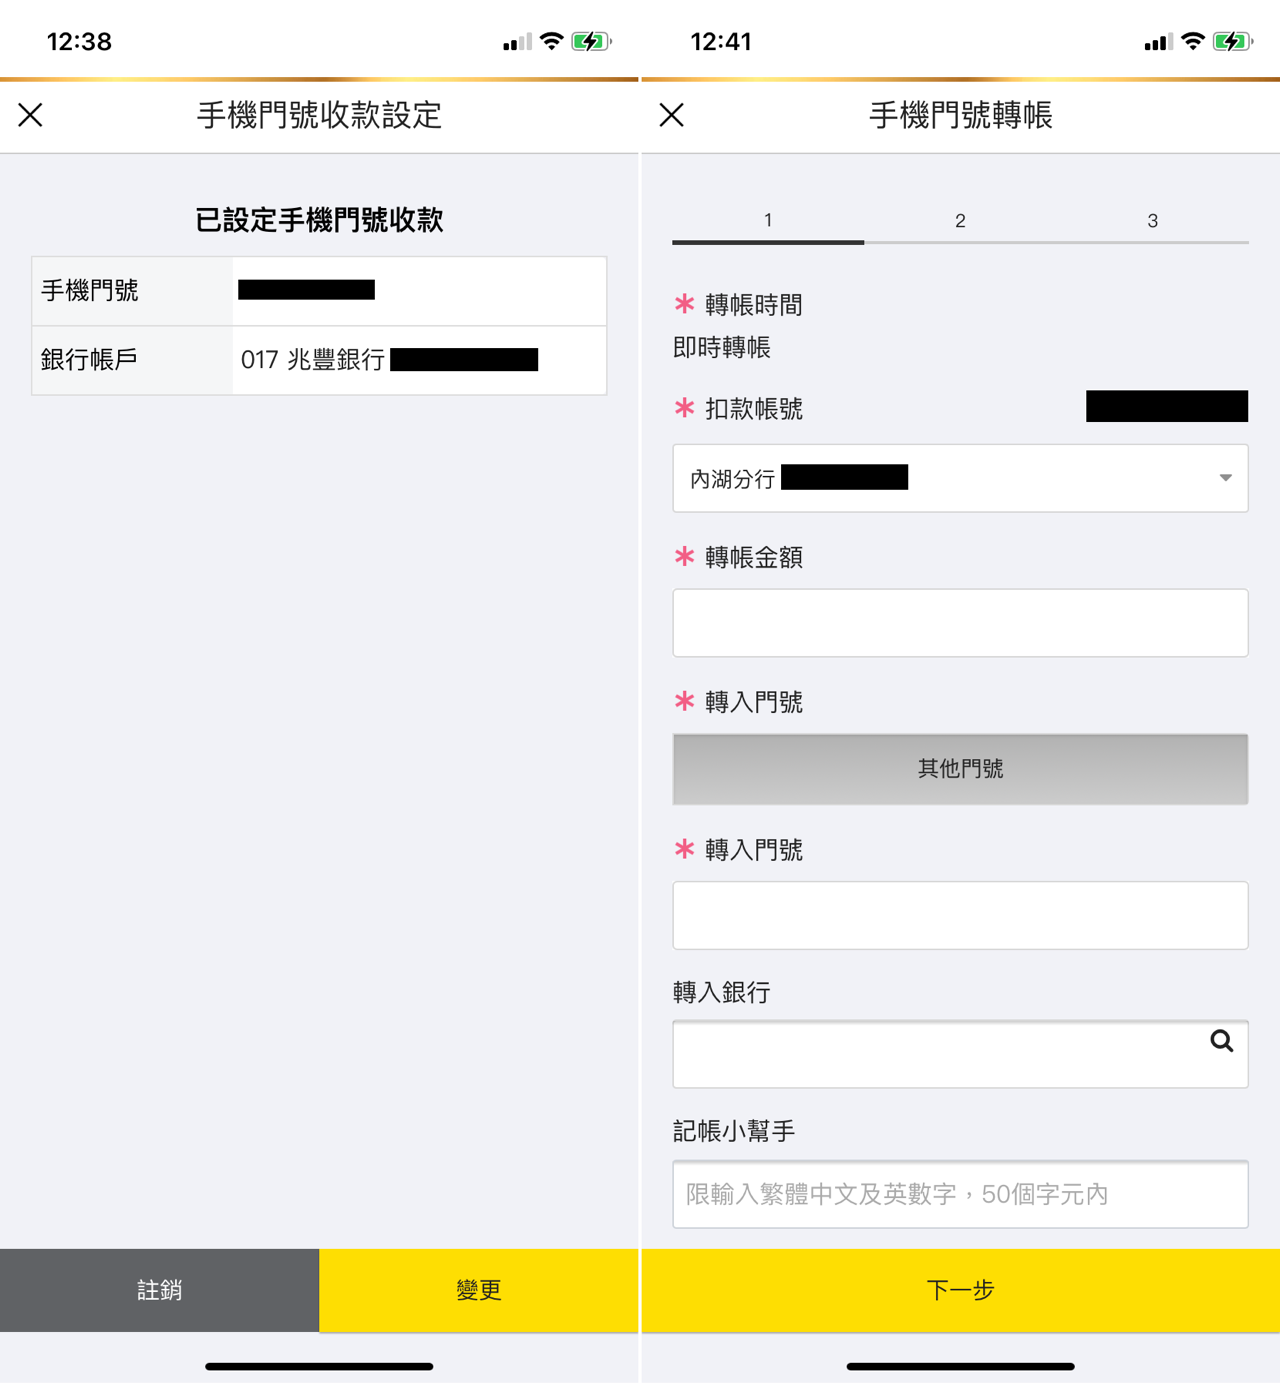 12:38
手機門號收款設定
已設定手機門號收款
手機門號
銀行帳戶 017 兆豐銀行
註銷 變更
12:41
手機門號轉帳
1 2 3
* 轉帳時間
即時轉帳
* 扣款帳號
內湖分行
* 轉帳金額
* 轉入門號
其他門號
* 轉入門號
轉入銀行
記帳小幫手
限輸入繁體中文及英數字，50個字元內
下一步